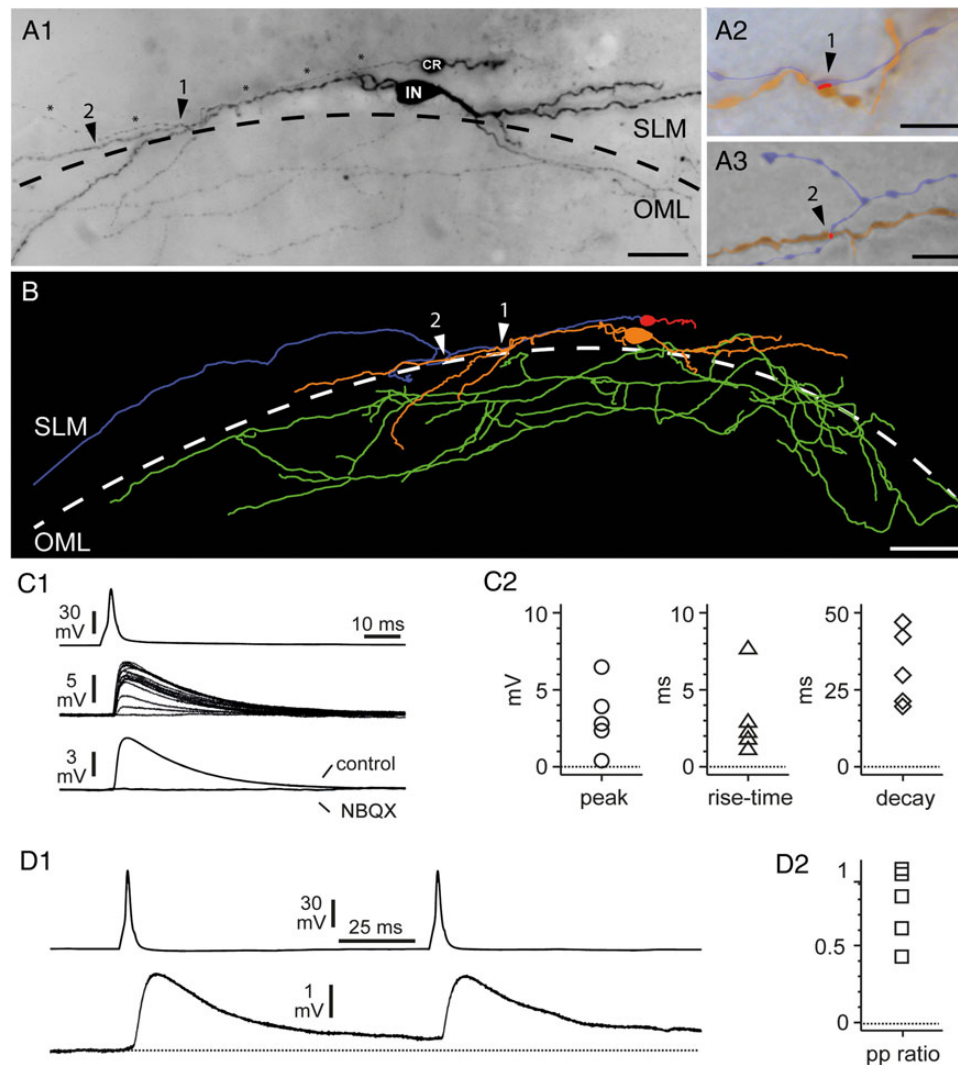 A1
1
2
CR
IN
SLM
OML
A2
1
A3
2
B
2
1
SLM
OML
C1
30
mV
10 ms
5
mV
3
mV
control
NBQX
C2
10
5
0
mV
peak
10
5
0
ms
rise-time
50
25
0
ms
decay
D1
30
mV
25 ms
1
mV
D2
1
0.5
0
pp ratio